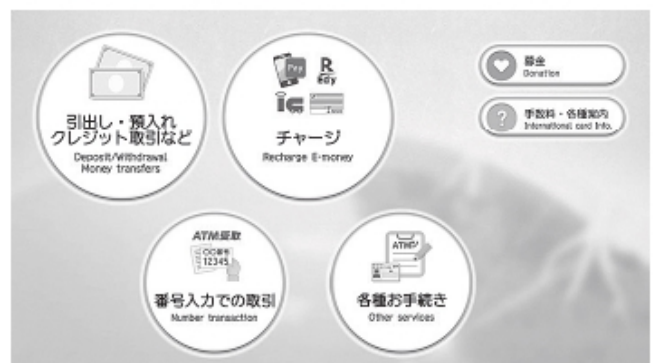 引出し・預入れ
クレジット取引など
Deposit/Withdrawal
Money transfers
Pay
R
Edy
チャージ
Recharge E-money
募金
Donation
手数料・各種案内
International card Info.
ATM受取
12345
番号入力での取引
Number transaction
各種お手続き
Other services